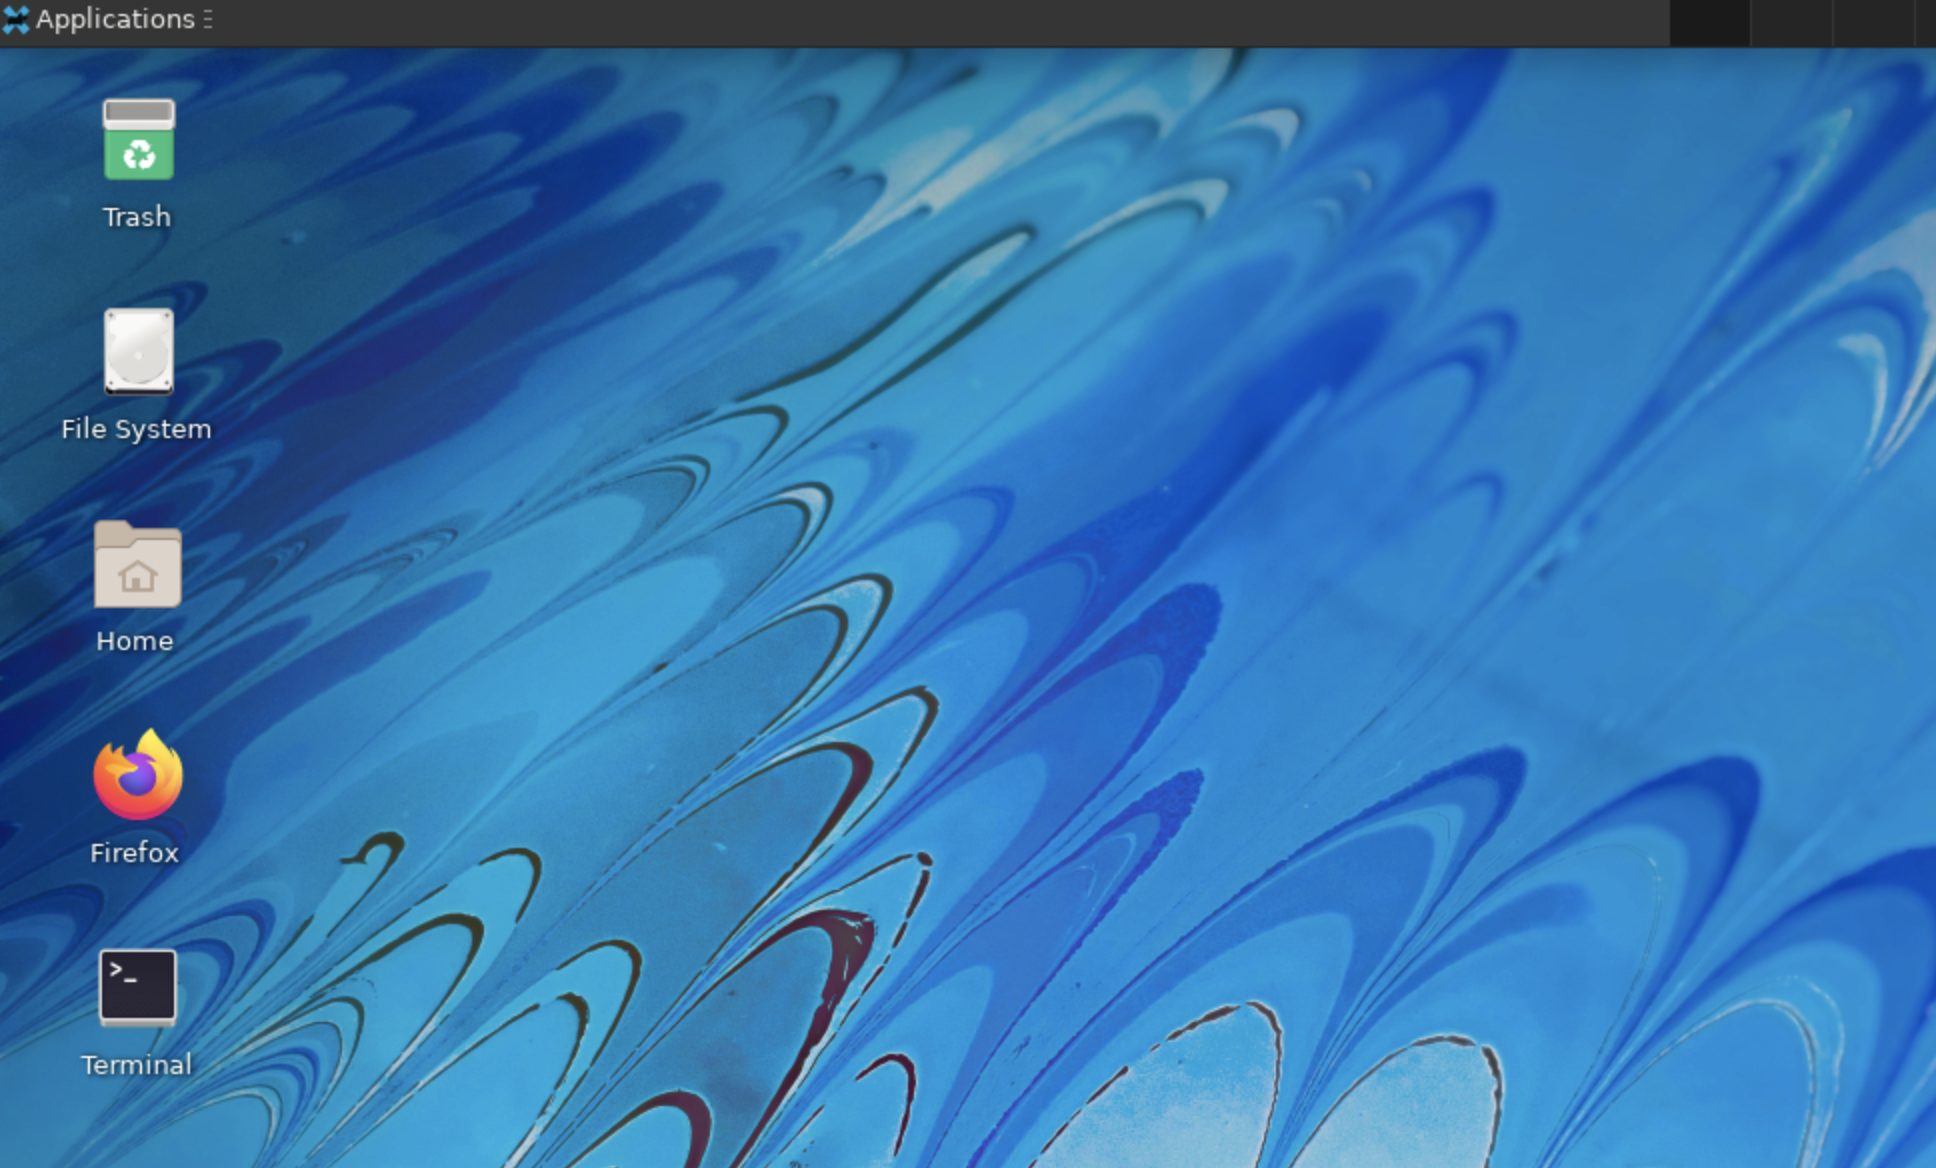 Applications
Trash
File System
Home
Firefox
>_
Terminal